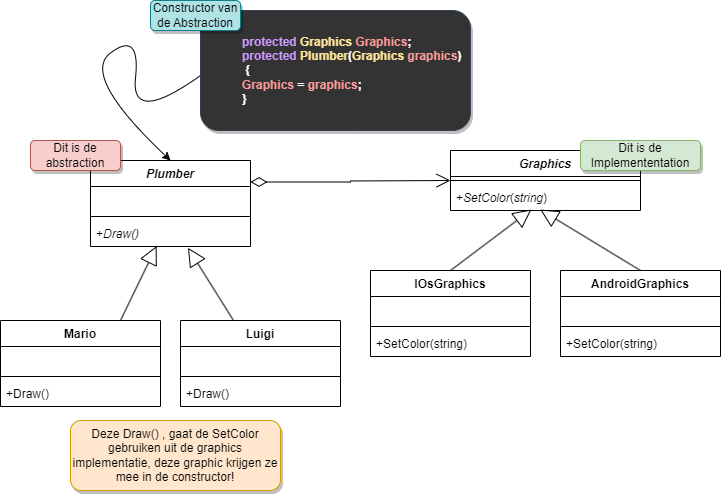 Constructor van
de Abstraction
protected Graphics Graphics;
protected Plumber(Graphics graphics)
{
Graphics = graphics;
}
Dit is de
abstraction
Plumber
+Draw()
Dit is de
Implemententation
Graphics
+SetColor(string)
Mario
+Draw()
Luigi
+Draw()
IOsGraphics
+SetColor(string)
AndroidGraphics
+SetColor(string)
Deze Draw() , gaat de SetColor
gebruiken uit de graphics
implementatie, deze graphic krijgen ze
mee in de constructor!